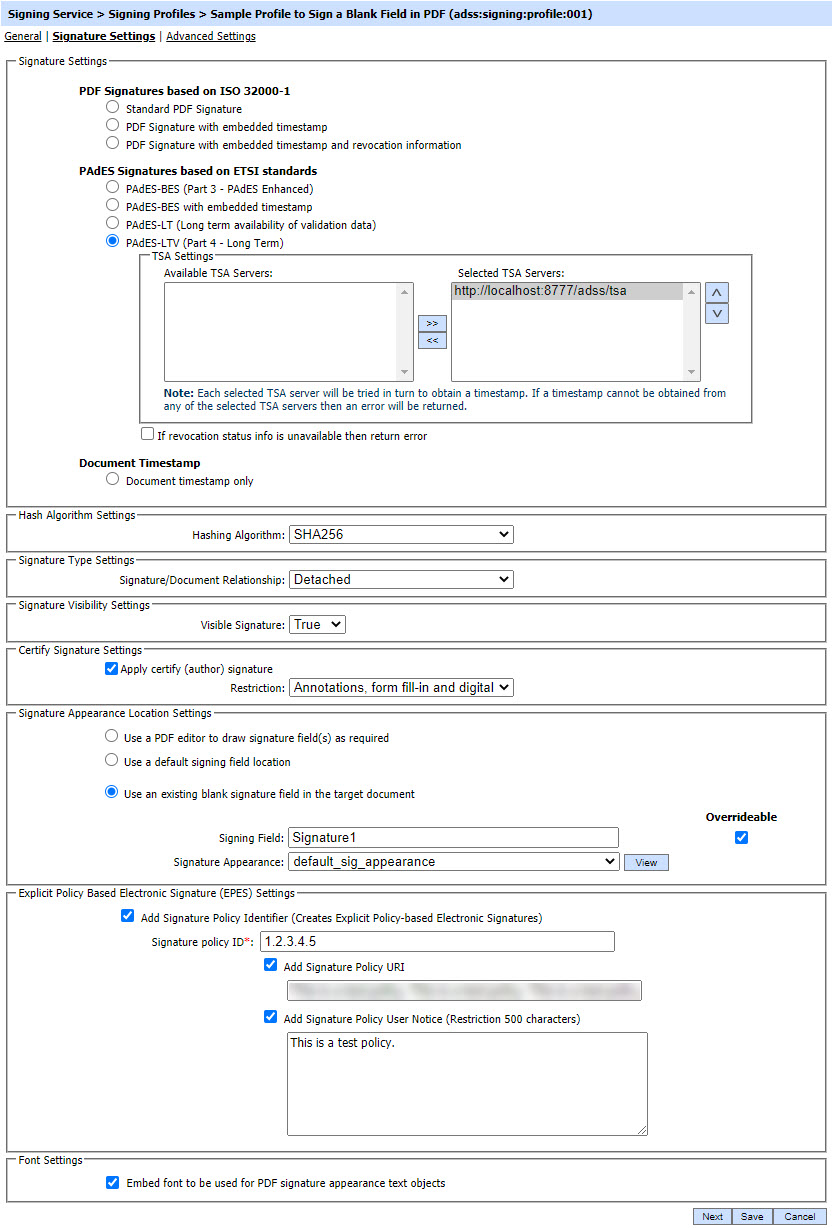 Signing Service > Signing Profiles > Sample Profile to Sign a Blank Field in PDF (adss:signing:profile:001)
General | Signature Settings | Advanced Settings
Signature Settings
PDF Signatures based on ISO 32000-1
Standard PDF Signature
PDF Signature with embedded timestamp
PDF Signature with embedded timestamp and revocation information
PAdES Signatures based on ETSI standards
PAdES-BES (Part 3 - PAdES Enhanced)
PAdES-BES with embedded timestamp
PAdES-LT (Long term availability of validation data)
PAdES-LTV (Part 4 - Long Term)
TSA Settings
Available TSA Servers: Selected TSA Servers:
http://localhost:8777/adss/tsa
>>
<<
Note: Each selected TSA server will be tried in turn to obtain a timestamp. If a timestamp cannot be obtained from
any of the selected TSA servers then an error will be returned.
If revocation status info is unavailable then return error
Document Timestamp
Document timestamp only
Hash Algorithm Settings
Hashing Algorithm: SHA256
Signature Type Settings
Signature/Document Relationship: Detached
Signature Visibility Settings
Visible Signature: True
Certify Signature Settings
Apply certify (author) signature
Restriction: Annotations, form fill-in and digital
Signature Appearance Location Settings
Use a PDF editor to draw signature field(s) as required
Use a default signing field location
Use an existing blank signature field in the target document
Overrideable
Signing Field: Signature1
Signature Appearance: default_sig_appearance View
Explicit Policy Based Electronic Signature (EPES) Settings
Add Signature Policy Identifier (Creates Explicit Policy-based Electronic Signatures)
Signature policy ID*: 1.2.3.4.5
Add Signature Policy URI
Add Signature Policy User Notice (Restriction 500 characters)
This is a test policy.
Font Settings
Embed font to be used for PDF signature appearance text objects
Next Save Cancel